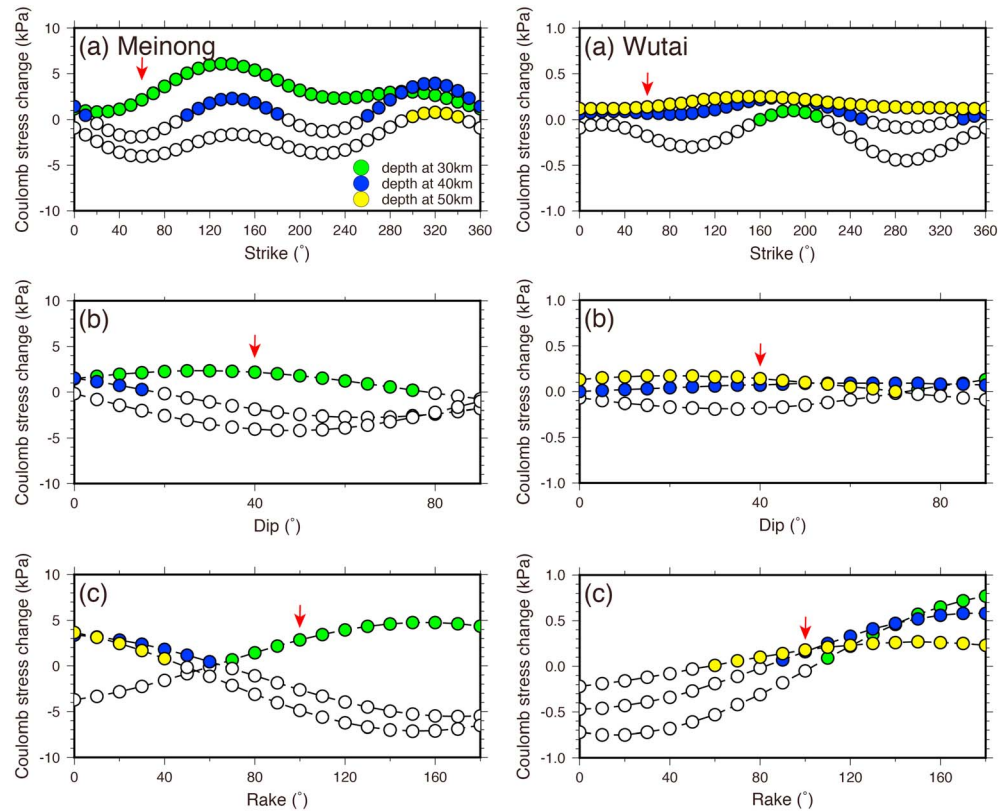 (a) Meinong
Coulomb stress change (kPa)
10
5
0
-5
-10
depth at 30km
depth at 40km
depth at 50km
0 40 80 120 160 200 240 280 320 360
Strike (°)
(a) Wutai
Coulomb stress change (kPa)
1.0
0.5
0.0
-0.5
-1.0
0 40 80 120 160 200 240 280 320 360
Strike (°)
(b)
Coulomb stress change (kPa)
10
5
0
-5
-10
0 40 80
Dip (°)
(b)
Coulomb stress change (kPa)
1.0
0.5
0.0
-0.5
-1.0
0 40 80
Dip (°)
(c)
Coulomb stress change (kPa)
10
5
0
-5
-10
0 40 80 120 160
Rake (°)
(c)
Coulomb stress change (kPa)
1.0
0.5
0.0
-0.5
-1.0
0 40 80 120 160
Rake (°)